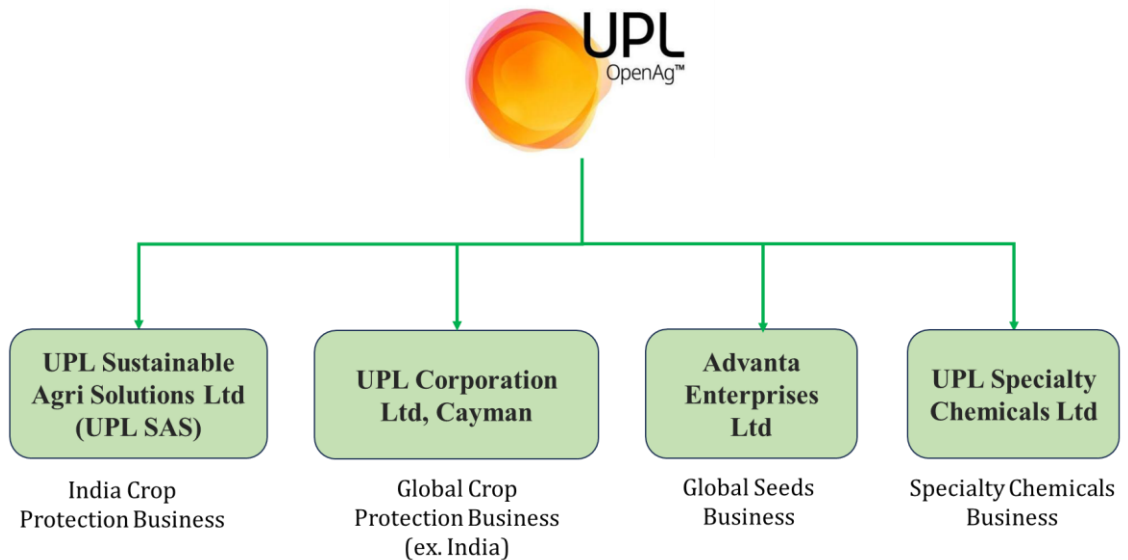 UPL
OpenAg™
UPL Sustainable
Agri Solutions Ltd
(UPL SAS)
India Crop
Protection Business
UPL Corporation
Ltd, Cayman
Global Crop
Protection Business
(ex. India)
Advanta
Enterprises
Ltd
Global Seeds
Business
UPL Specialty
Chemicals Ltd
Specialty Chemicals
Business